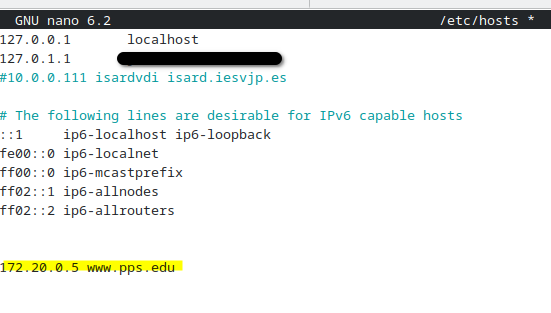 GNU nano 6.2 /etc/hosts *
127.0.0.1 localhost
127.0.1.1
#10.0.0.111 isardvdi isard.iesvjp.es
# The following lines are desirable for IPv6 capable hosts
::1 ip6-localhost ip6-loopback
fe00::0 ip6-localnet
ff00::0 ip6-mcastprefix
ff02::1 ip6-allnodes
ff02::2 ip6-allrouters
172.20.0.5 www.pps.edu